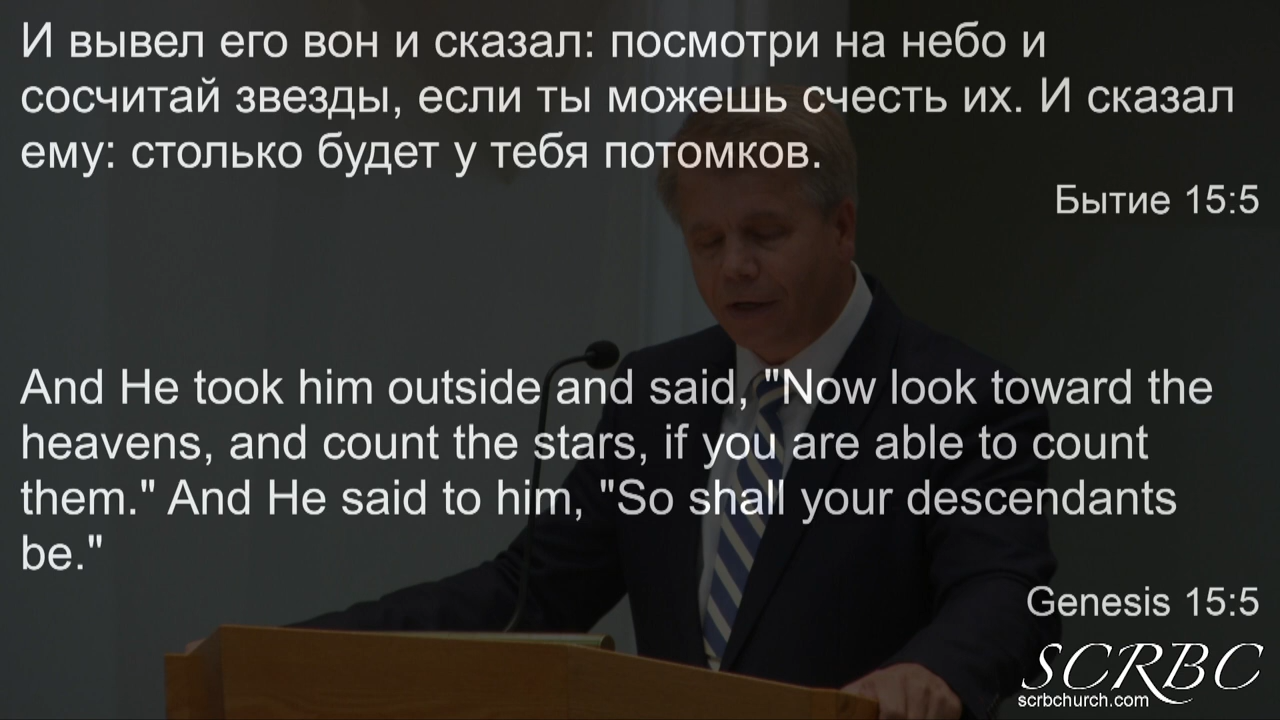 И вывел его вон и сказал: посмотри на небо и
сосчитай звезды, если ты можешь счесть их. И сказал
ему: столько будет у тебя потомков.
Бытие 15:5
And He took him outside and said, "Now look toward the
heavens, and count the stars, if you are able to count
them." And He said to him, "So shall your descendants
be."
Genesis 15:5
SCRBC
scrbchurch.com